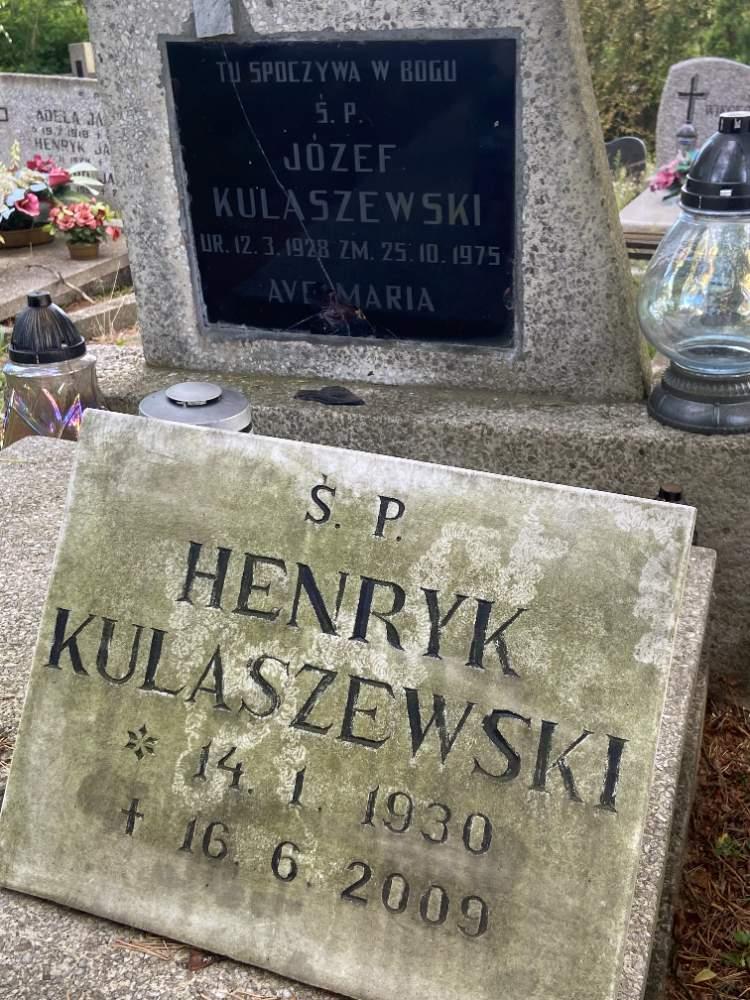 TU SPOCZYWA W BOGU
Ś. P.
JÓZEF
KULASZEWSKI
UR. 12. 3. 1928 ZM. 25. 10. 1975
AVE MARIA
Ś. P.
HENRYK
KULASZEWSKI
14. 1. 1930
16. 6. 2009
ADELA
HENRYK